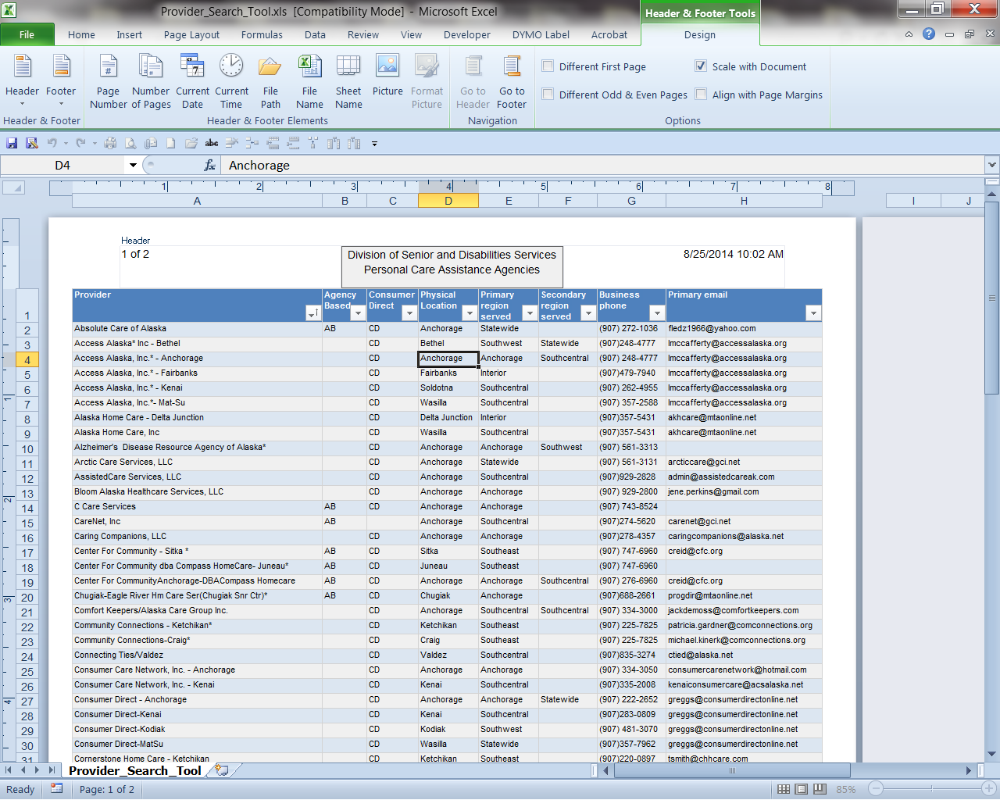 Provider_Search_Tool.xls [Compatibility Mode] - Microsoft Excel
Header & Footer Tools
File Home Insert Page Layout Formulas Data Review View Developer DYMO Label Acrobat Design
Header Footer Page Number Number of Pages Current Date Current Time File Path File Name Sheet Name Picture Format Picture Go to Header Go to Footer
Different First Page Scale with Document
Different Odd & Even Pages Align with Page Margins
Header & Footer Header & Footer Elements Navigation Options
abc
D4 fx Anchorage
1 2 3 4 5 6 7 8
A B C D E F G H I J
Header
1 of 2 Division of Senior and Disabilities Services 8/25/2014 10:02 AM
Personal Care Assistance Agencies
1 Provider Agency Based Consumer Direct Physical Location Primary region served Secondary region served Business phone Primary email
2 Absolute Care of Alaska AB CD Anchorage Statewide (907) 272-1036 fledz1966@yahoo.com
3 Access Alaska* Inc - Bethel CD Bethel Southwest Statewide (907)248-4777 lmccafferty@accessalaska.org
4 Access Alaska, Inc.* - Anchorage CD Anchorage Anchorage Southcentral (907) 248-4777 lmccafferty@accessalaska.org
5 Access Alaska, Inc.* - Fairbanks CD Fairbanks Interior (907)479-7940 lmccafferty@accessalaska.org
6 Access Alaska, Inc.* - Kenai CD Soldotna Southcentral (907) 262-4955 lmccafferty@accessalaska.org
7 Access Alaska, Inc.*- Mat-Su CD Wasilla Southcentral (907) 357-2588 lmccafferty@accessalaska.org
8 Alaska Home Care - Delta Junction CD Delta Junction Interior (907)357-5431 akhcare@mtaonline.net
9 Alaska Home Care, Inc CD Wasilla Southcentral (907)357-5431 akhcare@mtaonline.net
10 Alzheimer's Disease Resource Agency of Alaska* CD Anchorage Anchorage Southwest (907) 561-3313
11 Arctic Care Services, LLC CD Anchorage Statewide (907) 561-3131 arcticcare@gci.net
12 AssistedCare Services, LLC CD Anchorage Southcentral (907)929-2828 admin@assistedcareak.com
13 Bloom Alaska Healthcare Services, LLC CD Anchorage Anchorage (907) 929-2800 jene.perkins@gmail.com
14 C Care Services AB CD Anchorage Anchorage (907) 743-8524
15 CareNet, Inc AB Anchorage Southcentral (907)274-5620 carenet@gci.net
16 Caring Companions, LLC CD Anchorage Anchorage (907)278-4357 caringcompanions@alaska.net
17 Center For Community - Sitka * AB CD Sitka Southeast (907) 747-6960 creid@cfc.org
18 Center For Community dba Compass HomeCare- Juneau* AB CD Juneau Southeast (907) 747-6960
19 Center For CommunityAnchorage-DBACompass Homecare AB CD Anchorage Anchorage Southcentral (907) 276-6960 creid@cfc.org
20 Chugiak-Eagle River Hm Care Ser(Chugiak Snr Ctr)* AB CD Chugiak Anchorage (907)688-2661 progdir@mtaonline.net
21 Comfort Keepers/Alaska Care Group Inc. CD Anchorage Southcentral Southcentral (907) 334-3000 jackdemoss@comfortkeepers.com
22 Community Connections - Ketchikan* CD Ketchikan Southeast (907) 225-7825 patricia.gardner@comconnections.org
23 Community Connections-Craig* CD Craig Southeast (907) 225-7825 michael.kinerk@comconnections.org
24 Connecting Ties/Valdez CD Valdez Southcentral (907)835-3274 ctied@alaska.net
25 Consumer Care Network, Inc. - Anchorage CD Anchorage Anchorage (907) 334-3050 consumercarenetwork@hotmail.com
26 Consumer Care Network, Inc. - Kenai CD Kenai Southcentral (907)335-2008 kenaiconsumercare@acsalaska.net
27 Consumer Direct - Anchorage CD Anchorage Anchorage Statewide (907) 222-2652 greggs@consumerdirectonline.net
28 Consumer Direct-Kenai CD Kenai Southcentral (907)283-0809 greggs@consumerdirectonline.net
29 Consumer Direct-Kodiak CD Kodiak Southwest (907) 481-3070 greggs@consumerdirectonline.net
30 Consumer Direct-MatSu CD Wasilla Statewide (907)357-7962 greggs@consumerdirectonline.net
31 Cornerstone Home Care - Ketchikan CD Ketchikan Southeast (907)220-0897 tsmith@chhcare.com
Provider_Search_Tool
Ready Page: 1 of 2 85%